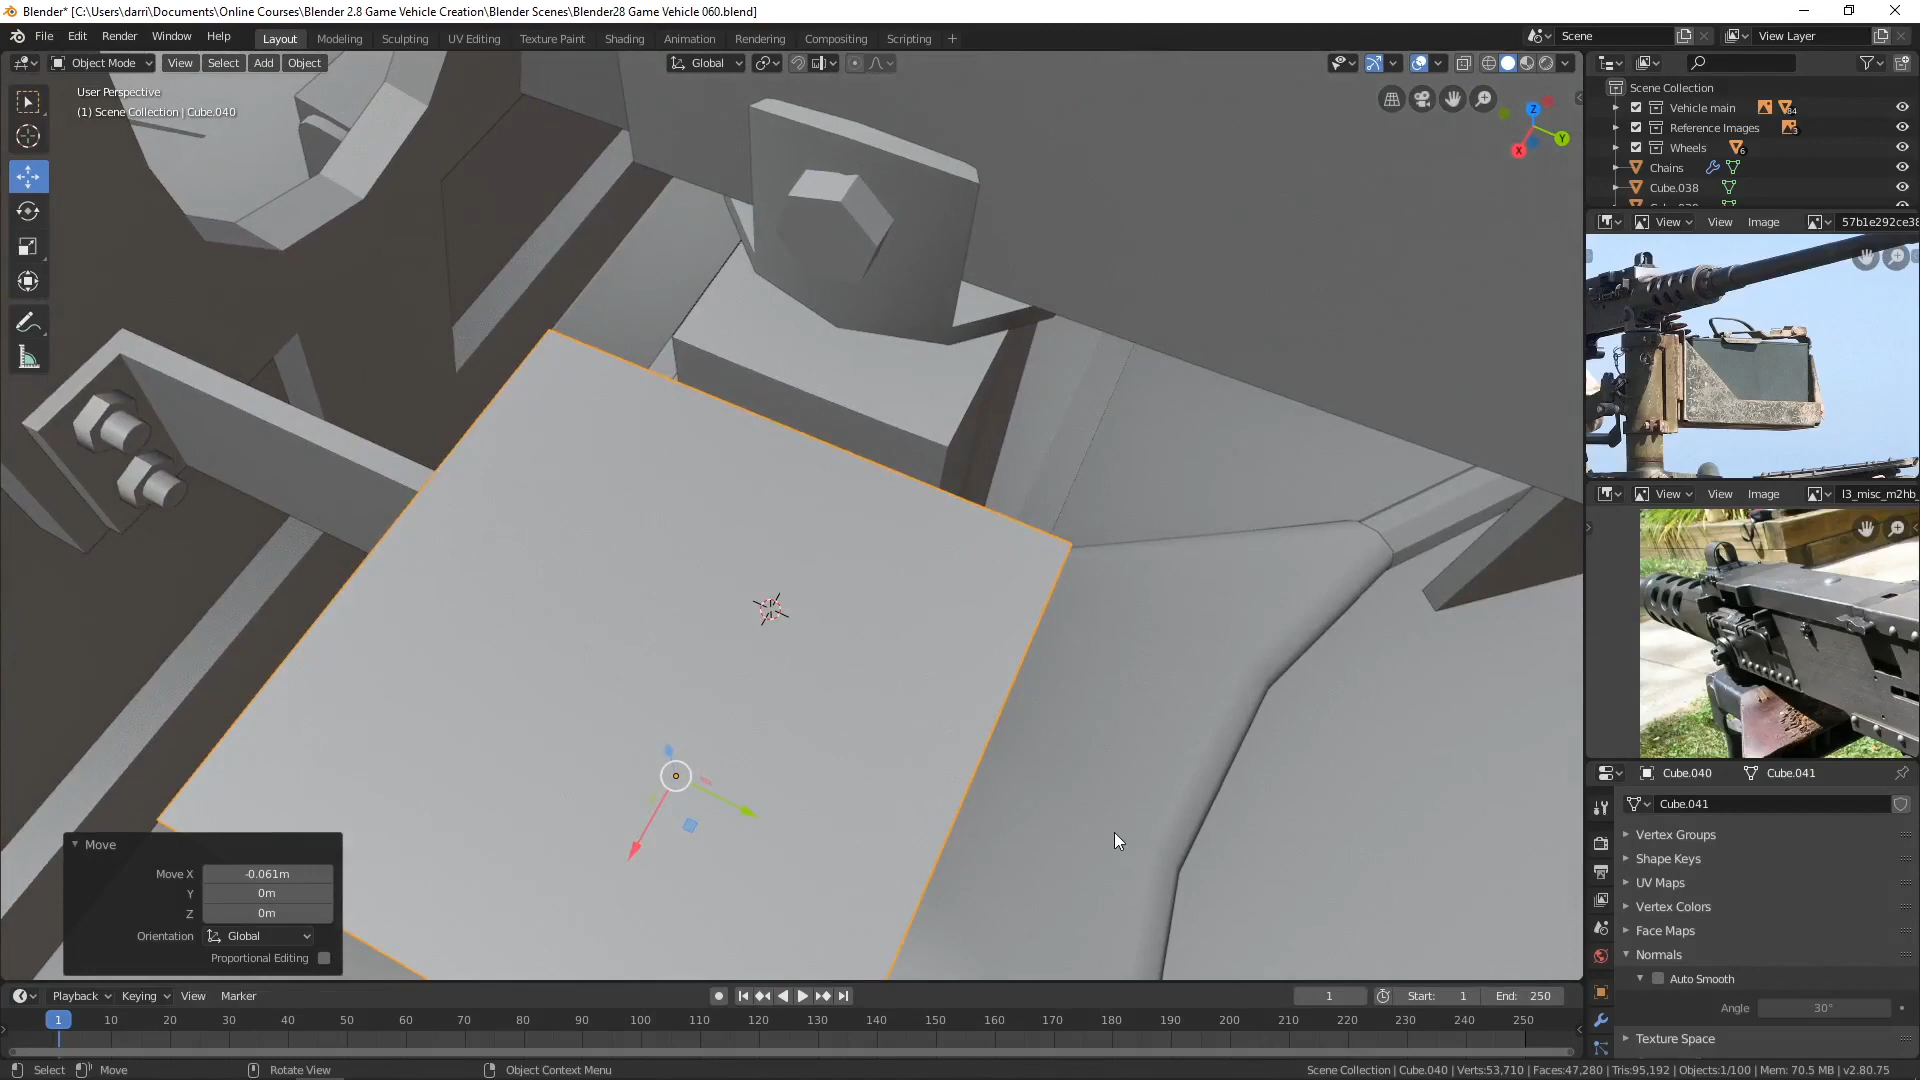 Blender* [C:\Users\darri\Documents\Online Courses\Blender 2.8 Game Vehicle Creation\Blender Scenes\Blender28 Game Vehicle 060.blend]
File Edit Render Window Help
Layout Modeling Sculpting UV Editing Texture Paint Shading Animation Rendering Compositing Scripting +
Scene
View Layer
Object Mode View Select Add Object
Global
User Perspective
(1) Scene Collection | Cube.040
Z
Y
X
Scene Collection
Vehicle main 84
Reference Images 3
Wheels 6
Chains
Cube.038
View View Image 57b1e292ce38
View View Image l3_misc_m2hb_
Cube.040 Cube.041
Cube.041
Vertex Groups
Shape Keys
UV Maps
Vertex Colors
Face Maps
Normals
Auto Smooth
Angle 30°
Texture Space
Move
Move X -0.061m
Y 0m
Z 0m
Orientation Global
Proportional Editing
Playback Keying View Marker
1 Start: 1 End: 250
1 10 20 30 40 50 60 70 80 90 100 110 120 130 140 150 160 170 180 190 200 210 220 230 240 250
Select Move Rotate View Object Context Menu
Scene Collection | Cube.040 | Verts:53,710 | Faces:47,280 | Tris:95,192 | Objects:1/100 | Mem: 70.5 MB | v2.80.75